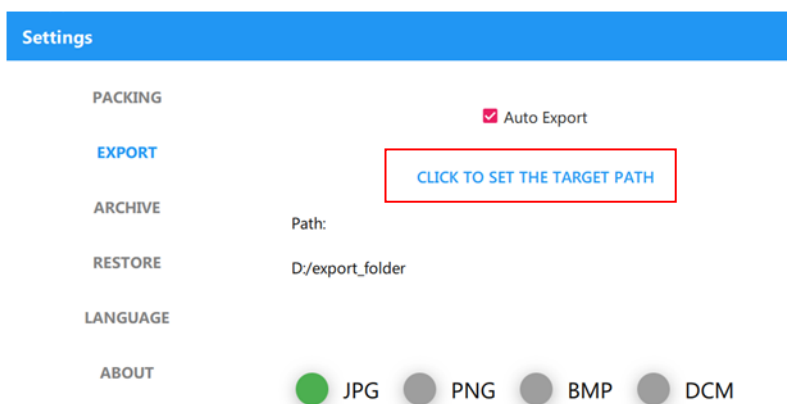 Settings
PACKING
EXPORT
ARCHIVE
RESTORE
LANGUAGE
ABOUT
Auto Export
CLICK TO SET THE TARGET PATH
Path:
D:/export_folder
JPG PNG BMP DCM